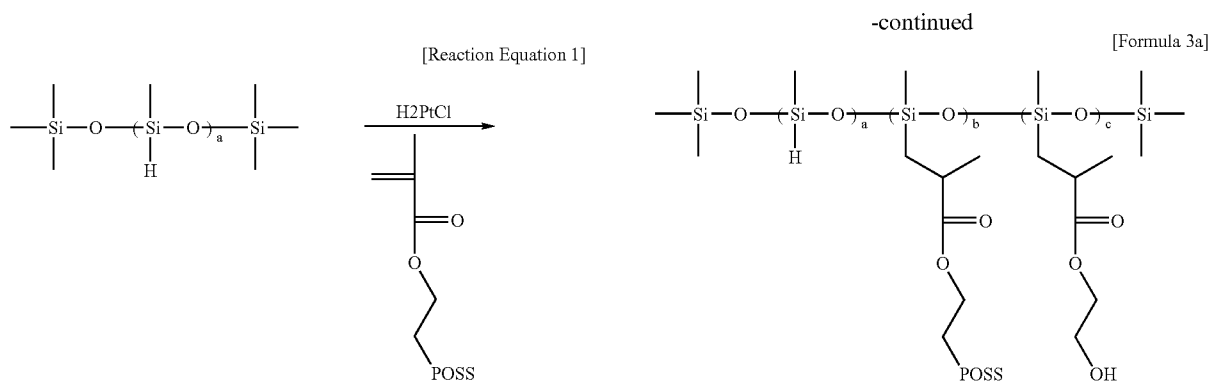 -continued
[Reaction Equation 1]
[Formula 3a]
Si O ( Si O ) a Si
H
H2PtCl
O
O
POSS
Si O ( Si O ) a ( Si O ) b ( Si O ) c Si
H
O O
O O
POSS OH